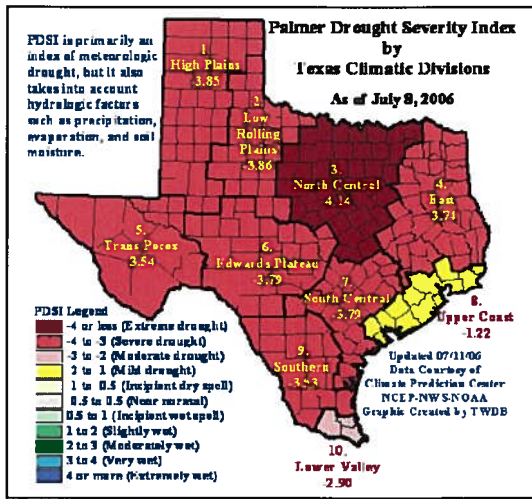 Palmer Drought Severity Index
by
Texas Climatic Divisions
As of July 8, 2006
PDSI is primarily an
index of meteorologic
drought, but it also
takes into account
hydrologic factors
such as precipitation,
evaporation, and soil
moisture.
1.
High Plains
-3.85
2.
Low
Rolling
Plains
-3.86
3.
North Central
-4.14
4.
East
-3.71
5.
Trans Pecos
-3.54
6.
Edwards Plateau
-3.79
7.
South Central
-3.79
8.
Upper Coast
-1.22
9.
Southern
10.
Lower Valley
-2.90
PDSI Legend
-4 or less (Extreme drought)
-4 to -3 (Severe drought)
-3 to -2 (Moderate drought)
2 to 1 (Mild drought)
1 to 0.5 (Incipient dry spell)
0.5 to 0.5 (Near normal)
0.5 to 1 (Incipient wet spell)
1 to 2 (Slightly wet)
2 to 3 (Moderately wet)
3 to 4 (Very wet)
4 or more (Extremely wet)
Updated 07/11/06
Data Courtesy of
Climate Prediction Center
NCEP-NWS-NOAA
Graphic Created by TWDB